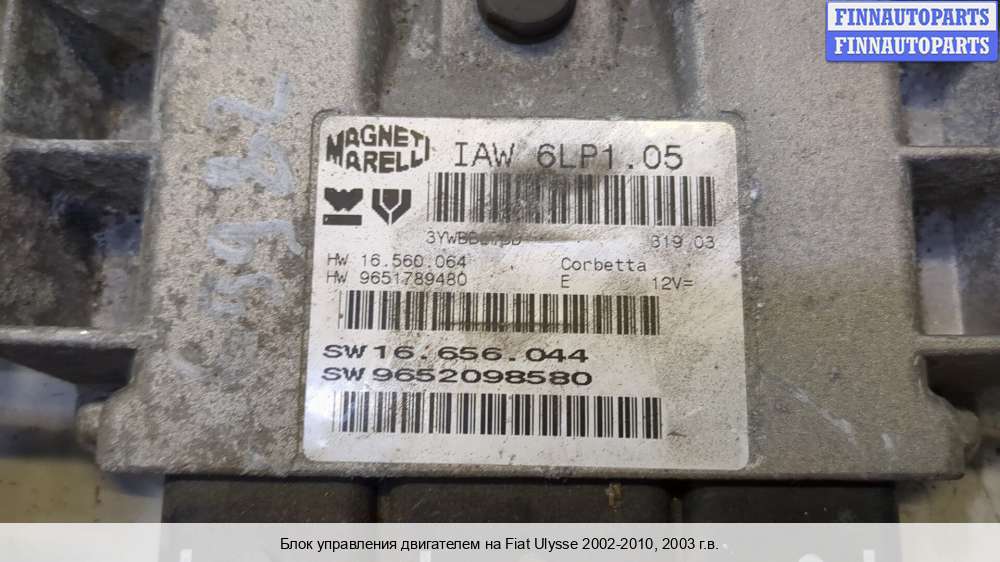 FINNAUTOPARTS
FINNAUTOPARTS
MAGNETI
MARELLI
IAW 6LP1.05
319 03
HW 16.560.064
Corbetta
HW 9651789480
E 12V=
SW 16.656.044
SW 9652098580
Блок управления двигателем на Fiat Ulysse 2002-2010, 2003 г.в.